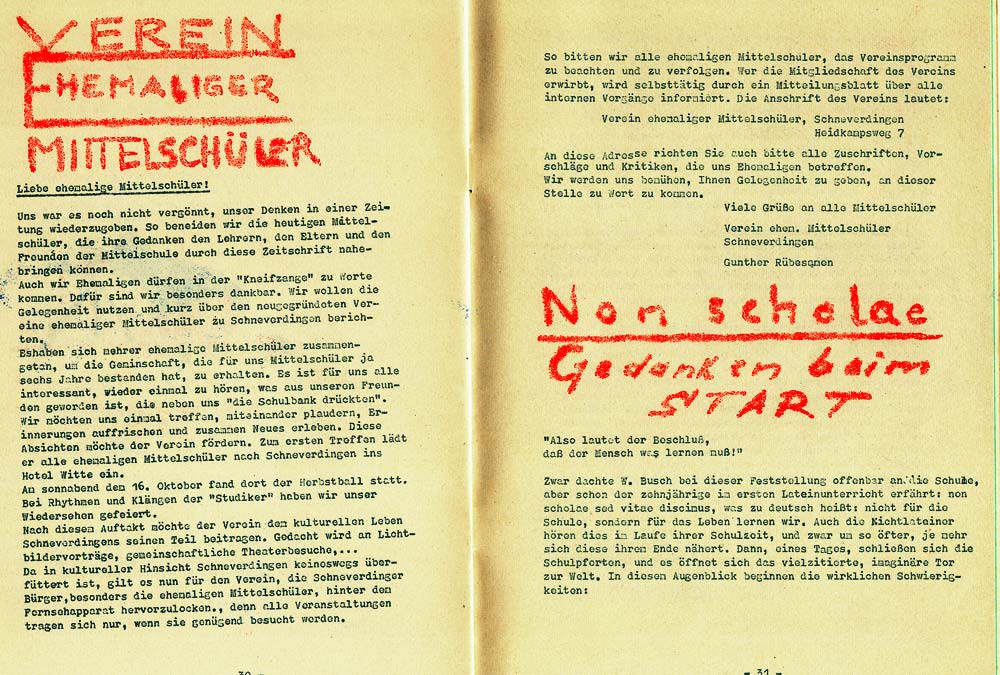 VEREIN
EHEMALIGER
MITTELSCHÜLER
Liebe ehemalige Mittelschüler!
Uns war es noch nicht vergönnt, unser Denken in einer Zei-
tung wiederzugeben. So beneiden wir die heutigen Mittel-
schüler, die ihre Gedanken den Lehrern, den Eltern und den
Freunden der Mittelschule durch diese Zeitschrift nahe-
bringen können.
Auch wir Ehemaligen dürfen in der "Kneifzange" zu Worte
kommen. Dafür sind wir besonders dankbar. Wir wollen die
Gelegenheit nutzen und kurz über den neugegründeten Ver-
eine ehemaliger Mittelschüler zu Schneverdingen berich-
ten.
Eshaben sich mehrer ehemalige Mittelschüler zusammen-
getan, um die Geminschaft, die für uns Mittelschüler ja
sechs Jahre bestanden hat, zu erhalten. Es ist für uns alle
interessant, wieder einmal zu hören, was aus unseren Freun-
den geworden ist, die neben uns "die Schulbank drückten".
Wir möchten uns einmal treffen, miteinander plaudern, Er-
innerungen auffrischen und zusammen Neues erleben. Diese
Absichten möchte der Verein fördern. Zum ersten Treffen lädt
er alle ehemaligen Mittelschüler nach Schneverdingen ins
Hotel Witte ein.
Am sonnabend dem 16. Oktober fand dort der Herbstball statt.
Bei Rhythmen und Klängen der "Studiker" haben wir unser
Wiedersehen gefeiert.
Nach diesem Auftakt möchte der Verein dem kulturellen Leben
Schneverdingens seinen Teil beitragen. Gedacht wird an Licht-
bildervorträge, gemeinschaftliche Theaterbesuche,...
Da in kultureller Hinsicht Schneverdingen keineswegs über-
füttert ist, gilt es nun für den Verein, die Schneverdinger
Bürger,besonders die ehemaligen Mittelschüler, hinter dem
Fernsehapparat hervorzulocken., denn alle Veranstaltungen
tragen sich nur, wenn sie genügend besucht werden.
- 30 -
So bitten wir alle ehemaligen Mittelschüler, das Vereinsprogramm
zu beachten und zu verfolgen. Wer die Mitgliedschaft des Vereins
erwirbt, wird selbsttätig durch ein Mitteilungsblatt über alle
internen Vorgänge informiert. Die Anschrift des Vereins lautet:
Verein ehemaliger Mittelschüler, Schneverdingen
Heidkampsweg 7
An diese Adresse richten Sie auch bitte alle Zuschriften, Vor-
schläge und Kritiken, die uns Ehemaligen betreffen.
Wir werden uns bemühen, Ihnen Gelegenheit zu geben, an dieser
Stelle zu Wort zu kommen.
Viele Grüße an alle Mittelschüler
Verein ehem. Mittelschüler
Schneverdingen
Gunther Rübesamen
Non scholae
Gedanken beim
START
"Also lautet der Beschluß,
daß der Mensch was lernen muß!"
Zwar dachte W. Busch bei dieser Feststellung offenbar an die Schule,
aber schon der zehnjährige im ersten Lateinunterricht erfährt: non
scholae sed vitae discimus, was zu deutsch heißt: nicht für die
Schule, sondern für das Leben lernen wir. Auch die Nichtlateiner
hören dies im Laufe ihrer Schulzeit, und zwar um so öfter, je mehr
sich diese ihrem Ende nähert. Dann, eines Tages, schließen sich die
Schulpforten, und es öffnet sich das vielzitierte, imaginäre Tor
zur Welt. In diesem Augenblick beginnen die wirklichen Schwierig-
keiten:
- 31 -